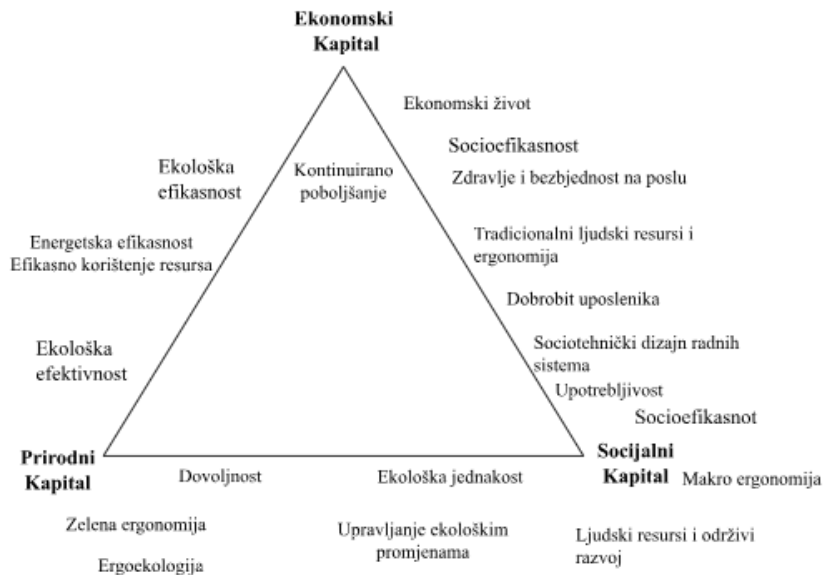 Ekonomski
Kapital
Ekonomski život
Socioefikasnost
Ekološka
efikasnost
Kontinuirano
poboljšanje
Zdravlje i bezbjednost na poslu
Energetska efikasnost
Efikasno korištenje resursa
Tradicionalni ljudski resursi i
ergonomija
Dobrobit uposlenika
Ekološka
efektivnost
Sociotehnički dizajn radnih
sistema
Upotrebljivost
Socioefikasnot
Prirodni
Kapital
Dovoljnost
Ekološka jednakost
Socijalni
Kapital
Makro ergonomija
Zelena ergonomija
Ergoekologija
Upravljanje ekološkim
promjenama
Ljudski resursi i održivi
razvoj